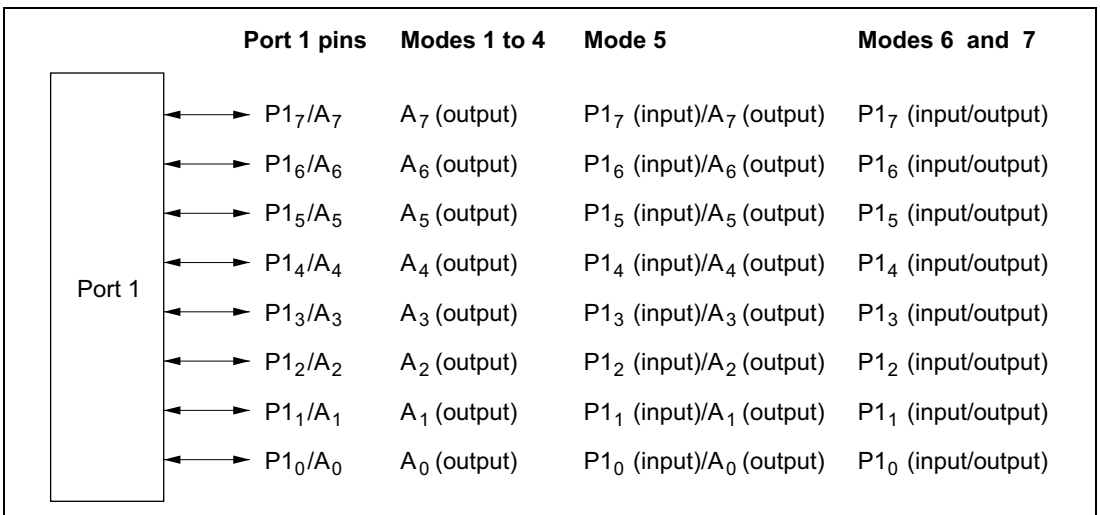 Port 1 pins Modes 1 to 4 Mode 5 Modes 6 and 7
P1₇/A₇ A₇ (output) P1₇ (input)/A₇ (output) P1₇ (input/output)
P1₆/A₆ A₆ (output) P1₆ (input)/A₆ (output) P1₆ (input/output)
P1₅/A₅ A₅ (output) P1₅ (input)/A₅ (output) P1₅ (input/output)
P1₄/A₄ A₄ (output) P1₄ (input)/A₄ (output) P1₄ (input/output)
Port 1
P1₃/A₃ A₃ (output) P1₃ (input)/A₃ (output) P1₃ (input/output)
P1₂/A₂ A₂ (output) P1₂ (input)/A₂ (output) P1₂ (input/output)
P1₁/A₁ A₁ (output) P1₁ (input)/A₁ (output) P1₁ (input/output)
P1₀/A₀ A₀ (output) P1₀ (input)/A₀ (output) P1₀ (input/output)